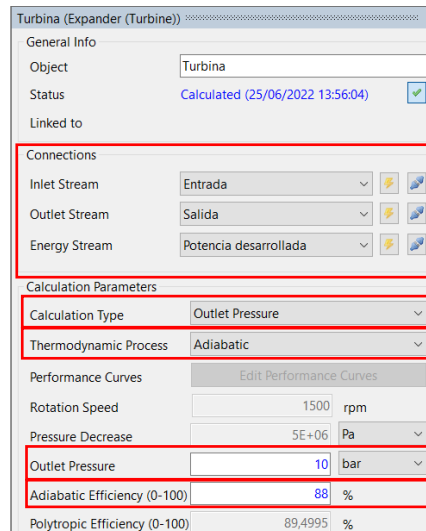 Turbina (Expander (Turbine))
General Info
Object Turbina
Status Calculated (25/06/2022 13:56:04)
Linked to
Connections
Inlet Stream Entrada
Outlet Stream Salida
Energy Stream Potencia desarrollada
Calculation Parameters
Calculation Type Outlet Pressure
Thermodynamic Process Adiabatic
Performance Curves Edit Performance Curves
Rotation Speed 1500 rpm
Pressure Decrease 5E+06 Pa
Outlet Pressure 10 bar
Adiabatic Efficiency (0-100) 88 %
Polytropic Efficiency (0-100) 89,4995 %